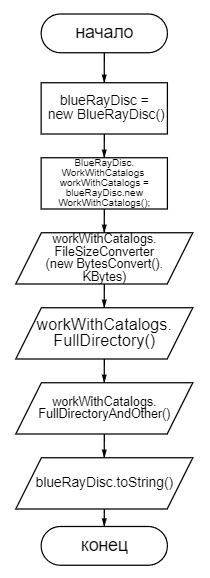 начало
blueRayDisc =
new BlueRayDisc()
BlueRayDisc.
WorkWithCatalogs
workWithCatalogs =
blueRayDisc.new
WorkWithCatalogs();
workWithCatalogs.
FileSizeConverter
(new BytesConvert().
KBytes)
workWithCatalogs.
FullDirectory()
workWithCatalogs.
FullDirectoryAndOther()
blueRayDisc.toString()
конец